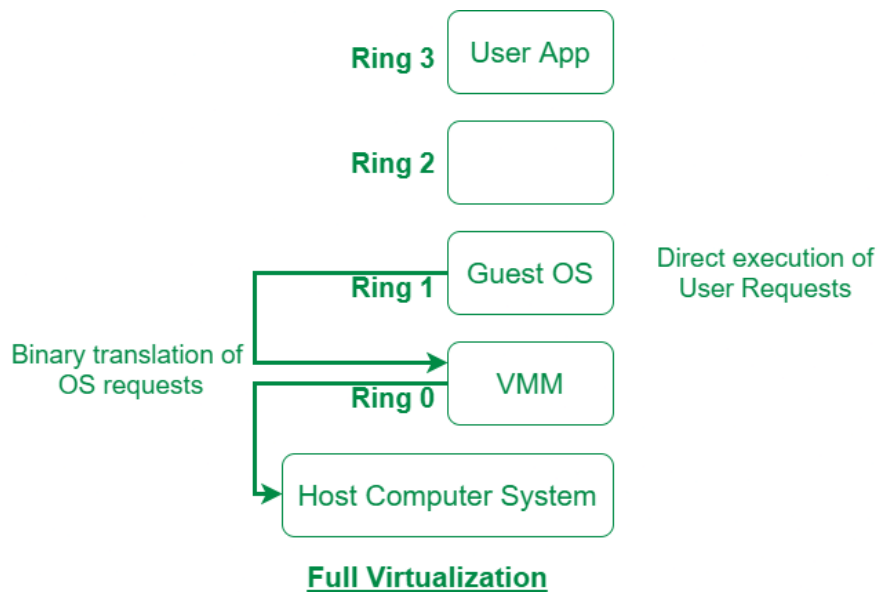 Ring 3
User App
Ring 2
Ring 1
Guest OS
Direct execution of
User Requests
Binary translation of
OS requests
Ring 0
VMM
Host Computer System
Full Virtualization